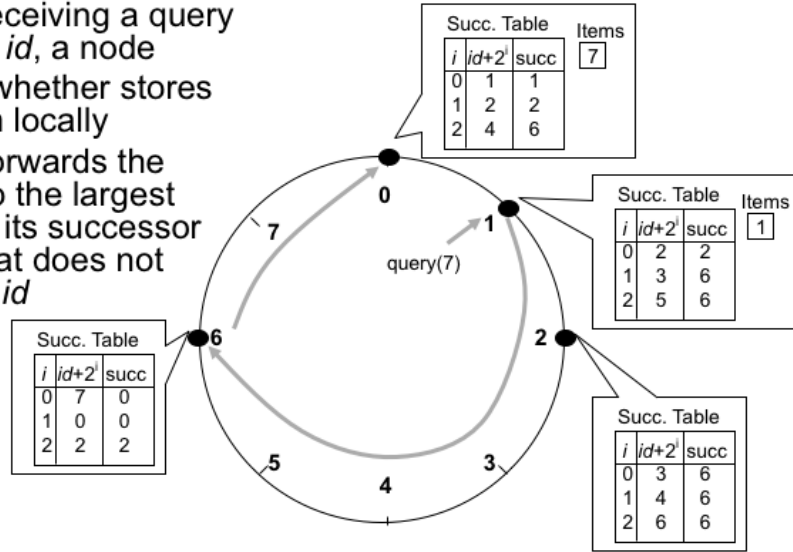 eceiving a query
id, a node
whether stores
locally
orwards the
o the largest
its successor
at does not
id
Succ. Table
Items
i id+2^i succ
7
0 1 1
1 2 2
2 4 6
Succ. Table
Items
i id+2^i succ
1
0 2 2
1 3 6
2 5 6
0
7
1
query(7)
Succ. Table
6
2
i id+2^i succ
0 7 0
1 0 0
2 2 2
Succ. Table
i id+2^i succ
0 3 6
1 4 6
2 6 6
5
3
4